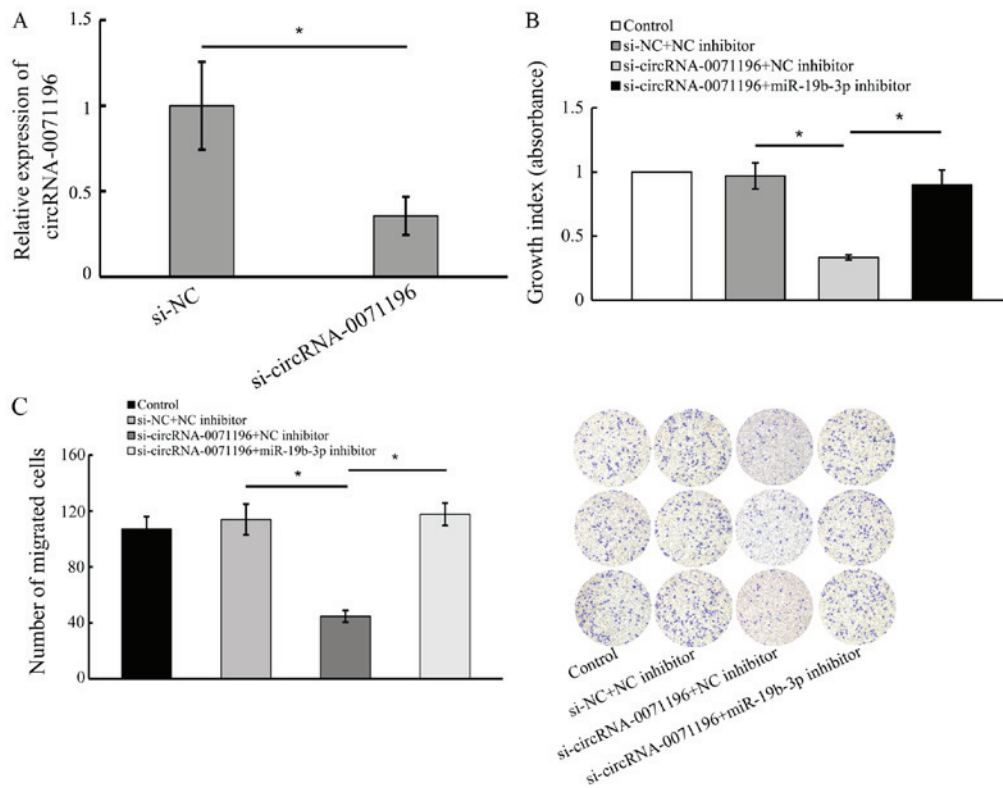 A
Relative expression of
circRNA-0071196
1.5
1
0.5
0
*
si-NC
si-circRNA-0071196
B
Control
si-NC+NC inhibitor
si-circRNA-0071196+NC inhibitor
si-circRNA-0071196+miR-19b-3p inhibitor
Growth index (absorbance)
1.5
1
0.5
0
*
*
C
Control
si-NC+NC inhibitor
si-circRNA-0071196+NC inhibitor
si-circRNA-0071196+miR-19b-3p inhibitor
Number of migrated cells
160
120
80
40
0
*
*
Control
si-NC+NC inhibitor
si-circRNA-0071196+NC inhibitor
si-circRNA-0071196+miR-19b-3p inhibitor